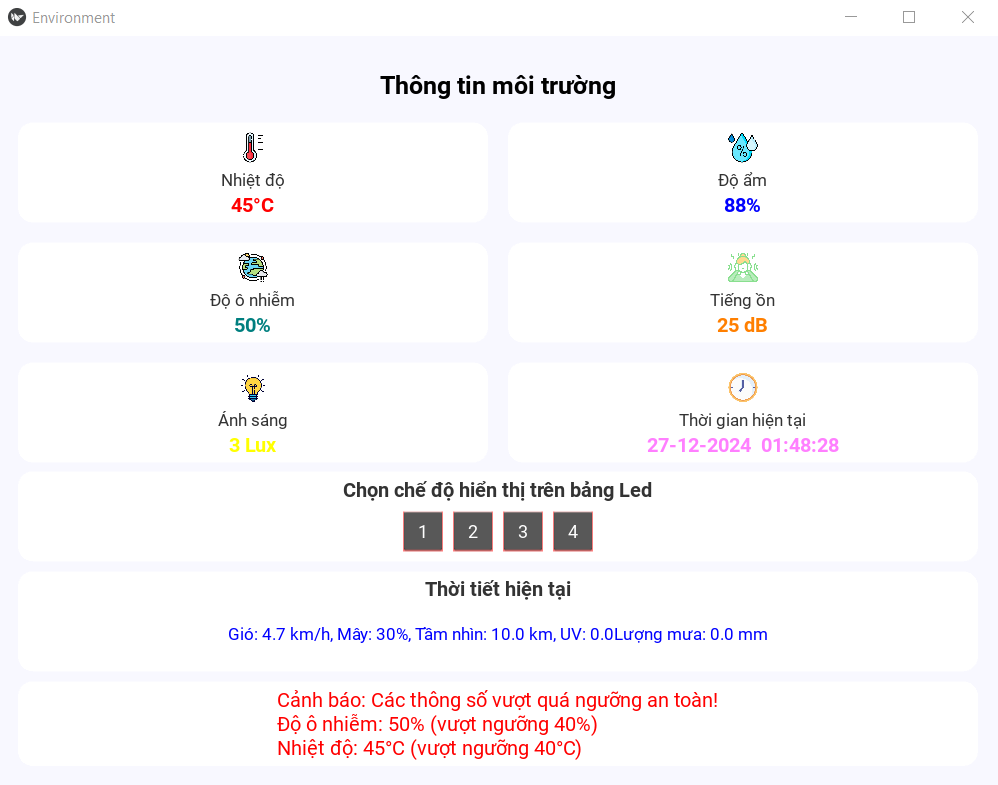 Environment
Thông tin môi trường
Nhiệt độ
45°C
Độ ẩm
88%
Độ ô nhiễm
50%
Tiếng ồn
25 dB
Ánh sáng
3 Lux
Thời gian hiện tại
27-12-2024 01:48:28
Chọn chế độ hiển thị trên bảng Led
1 2 3 4
Thời tiết hiện tại
Gió: 4.7 km/h, Mây: 30%, Tầm nhìn: 10.0 km, UV: 0.0Lượng mưa: 0.0 mm
Cảnh báo: Các thông số vượt quá ngưỡng an toàn!
Độ ô nhiễm: 50% (vượt ngưỡng 40%)
Nhiệt độ: 45°C (vượt ngưỡng 40°C)